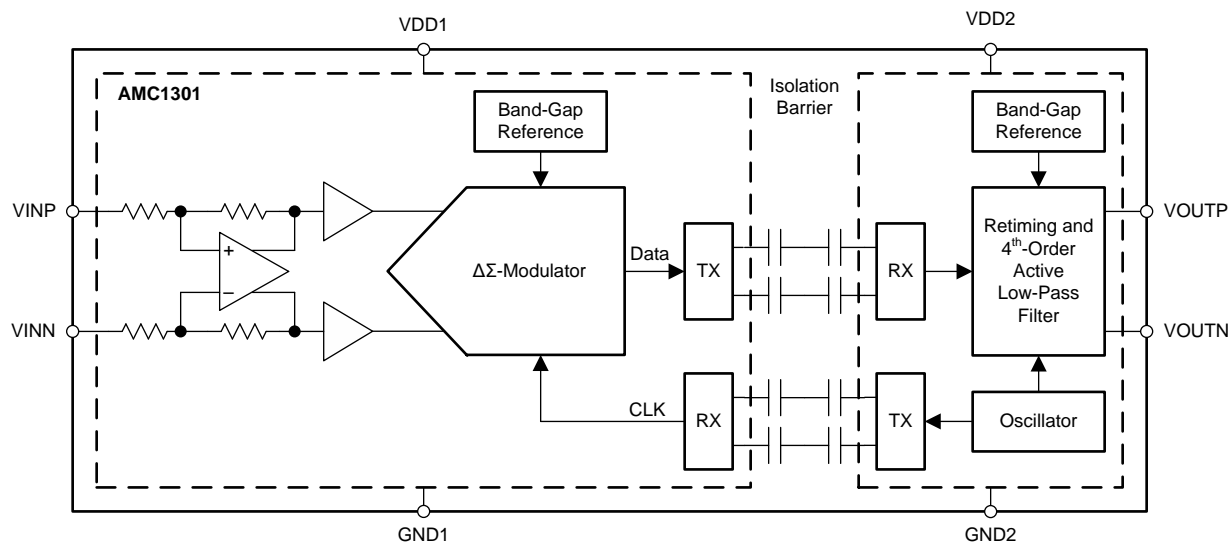 VDD1
VDD2
AMC1301
Isolation
Barrier
Band-Gap
Reference
Band-Gap
Reference
VINP
VOUTP
+
−
ΔΣ-Modulator
Data
TX
RX
Retiming and
4th-Order
Active
Low-Pass
Filter
VINN
VOUTN
CLK
RX
TX
Oscillator
GND1
GND2